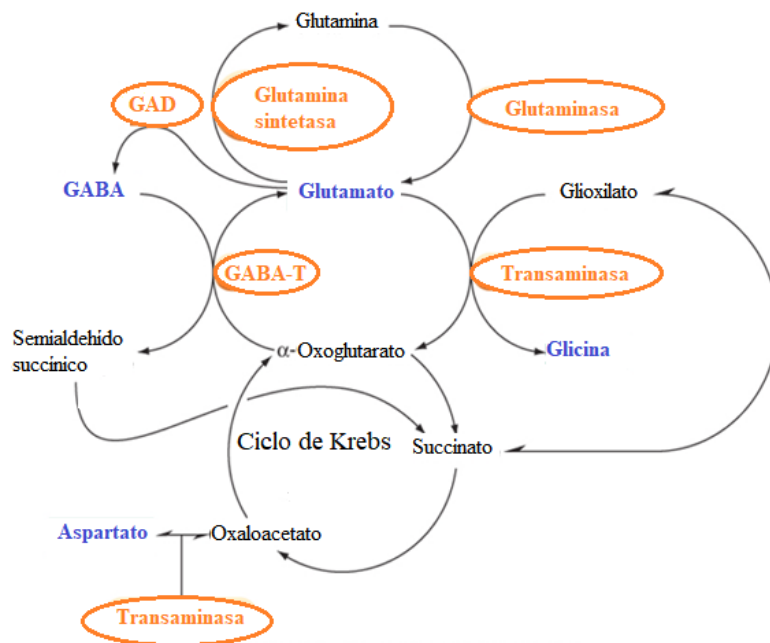 Glutamina
GAD
Glutamina
sintetasa
Glutaminasa
GABA
Glutamato
Glioxilato
GABA-T
Transaminasa
Semialdehído
succínico
α-Oxoglutarato
Glicina
Ciclo de Krebs
Succinato
Aspartato
Oxaloacetato
Transaminasa